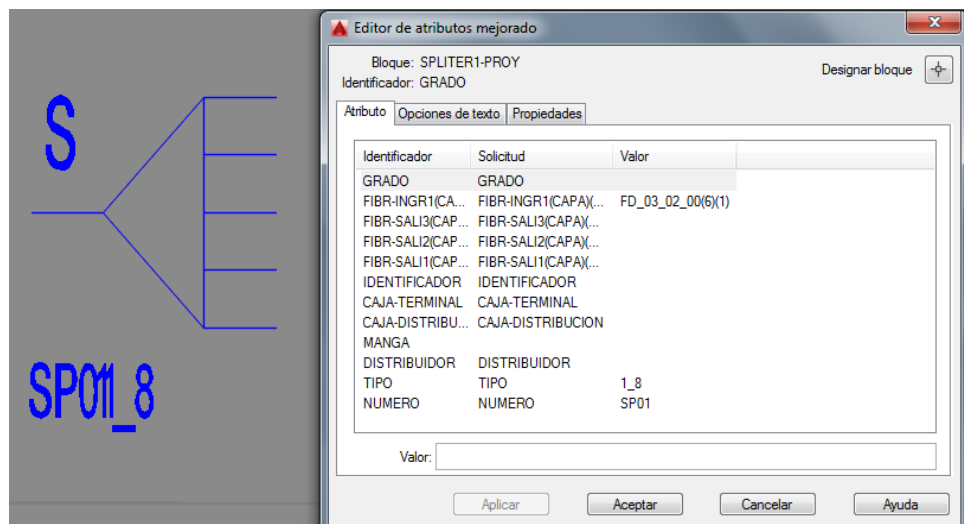 S
SP011_8
Editor de atributos mejorado
Bloque: SPLITER1-PROY
Designar bloque
Identificador: GRADO
Atributo Opciones de texto Propiedades
Identificador Solicitud Valor
GRADO GRADO
FIBR-INGR1(CA... FIBR-INGR1(CAPA)(... FD_03_02_00(6)(1)
FIBR-SALI3(CAP... FIBR-SALI3(CAPA)(...
FIBR-SALI2(CAP... FIBR-SALI2(CAPA)(...
FIBR-SALI1(CAP... FIBR-SALI1(CAPA)(...
IDENTIFICADOR IDENTIFICADOR
CAJA-TERMINAL CAJA-TERMINAL
CAJA-DISTRIBU... CAJA-DISTRIBUCION
MANGA
DISTRIBUIDOR DISTRIBUIDOR
TIPO TIPO 1_8
NUMERO NUMERO SP01
Valor:
Aplicar Aceptar Cancelar Ayuda